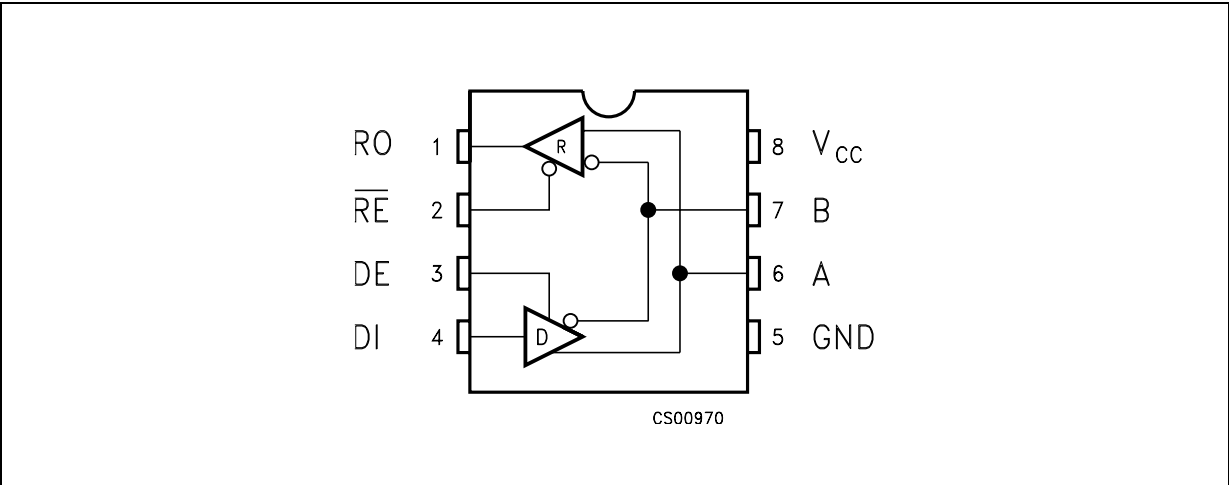 RO 1 R 8 VCC
RE 2 7 B
DE 3 6 A
DI 4 D 5 GND
CS00970